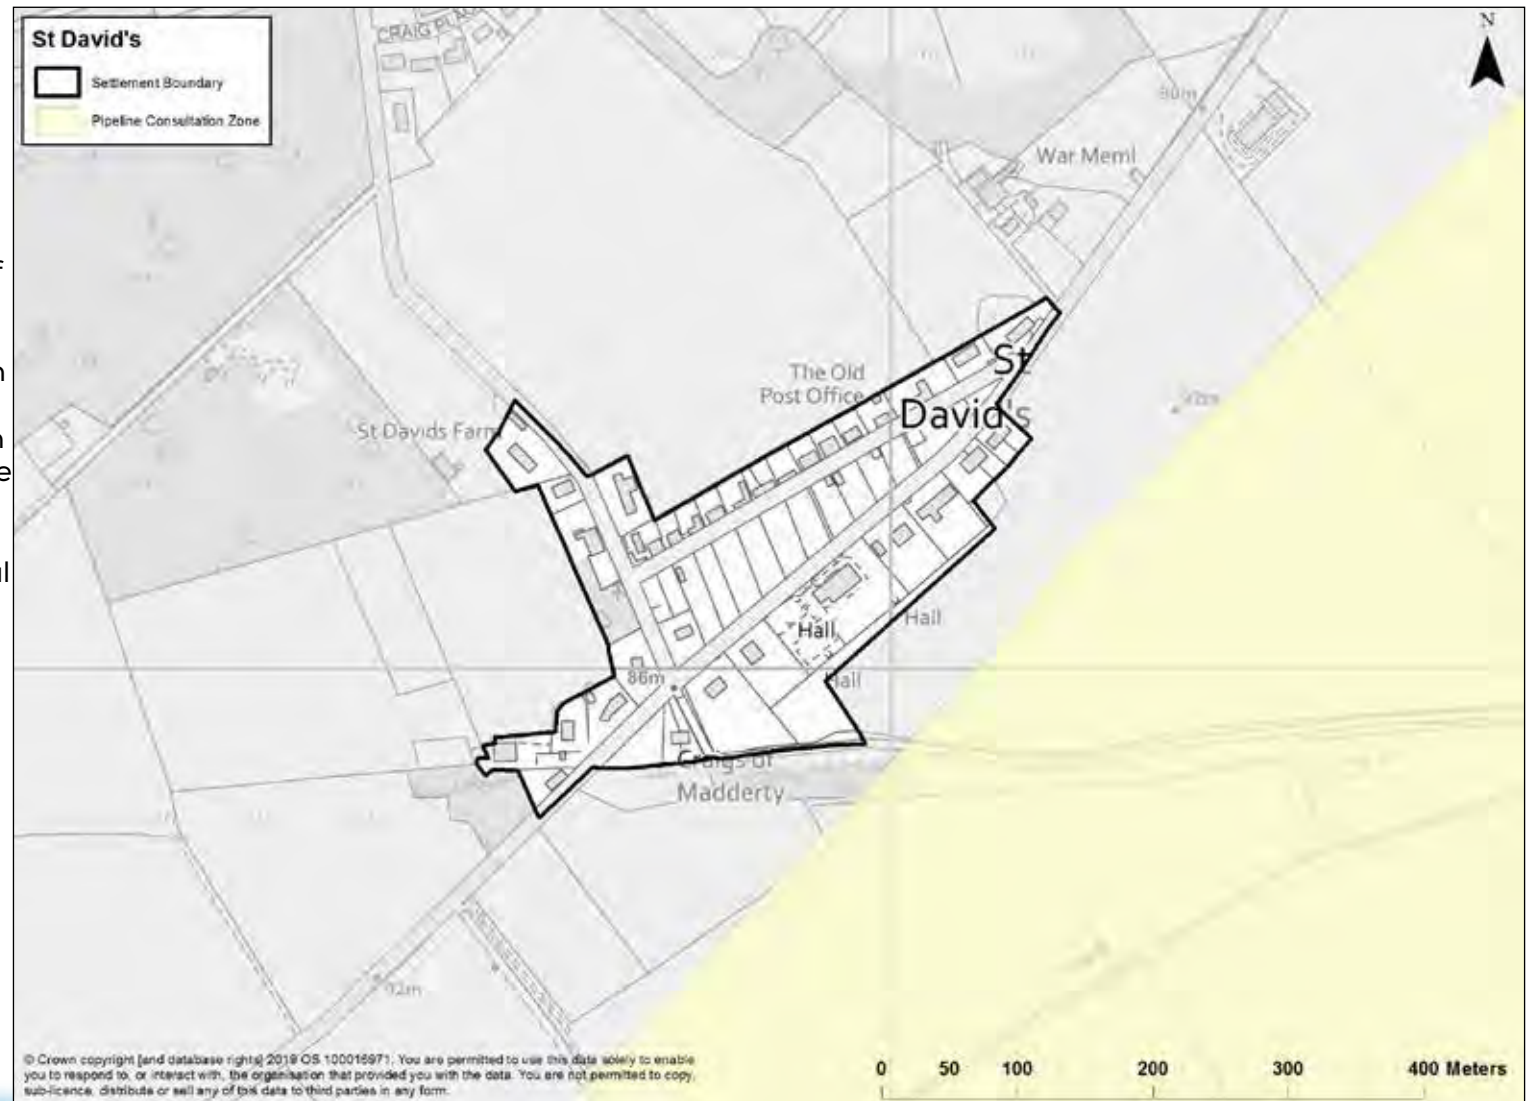 St David's
Settlement Boundary
Pipeline Consultation Zone
N
CRAIG PLACE
90m
War Meml
The Old
Post Office
St
David's
St Davids Farm
Hall
Hall
Hall
86m
Craigs of
Madderty
92m
© Crown copyright [and database rights] 2019 OS 100016971. You are permitted to use this data solely to enable
you to respond to, or interact with, the organisation that provided you with the data. You are not permitted to copy,
sub-licence, distribute or sell any of this data to third parties in any form.
0 50 100 200 300 400 Meters